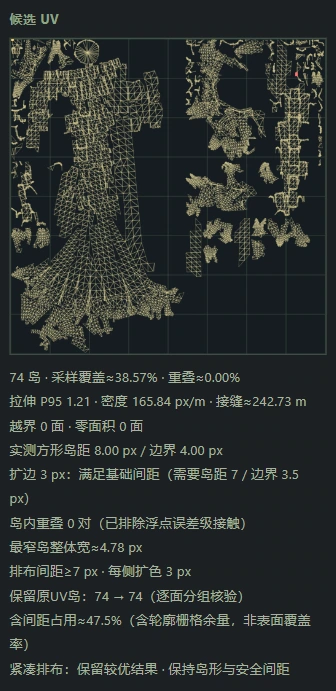 候选 UV
74 岛 · 采样覆盖≈38.57% · 重叠≈0.00%
拉伸 P95 1.21 · 密度 165.84 px/m · 接缝≈242.73 m
越界 0 面 · 零面积 0 面
实测方形岛距 8.00 px / 边界 4.00 px
扩边 3 px：满足基础间距（需要岛距 7 / 边界 3.5
px）
岛内重叠 0 对（已排除浮点误差级接触）
最窄岛整体宽≈4.78 px
排布间距≥7 px · 每侧扩色 3 px
保留原UV岛：74 → 74（逐面分组核验）
含间距占用≈47.5%（含轮廓栅格余量，非表面覆盖
率）
紧凑排布：保留较优结果 · 保持岛形与安全间距